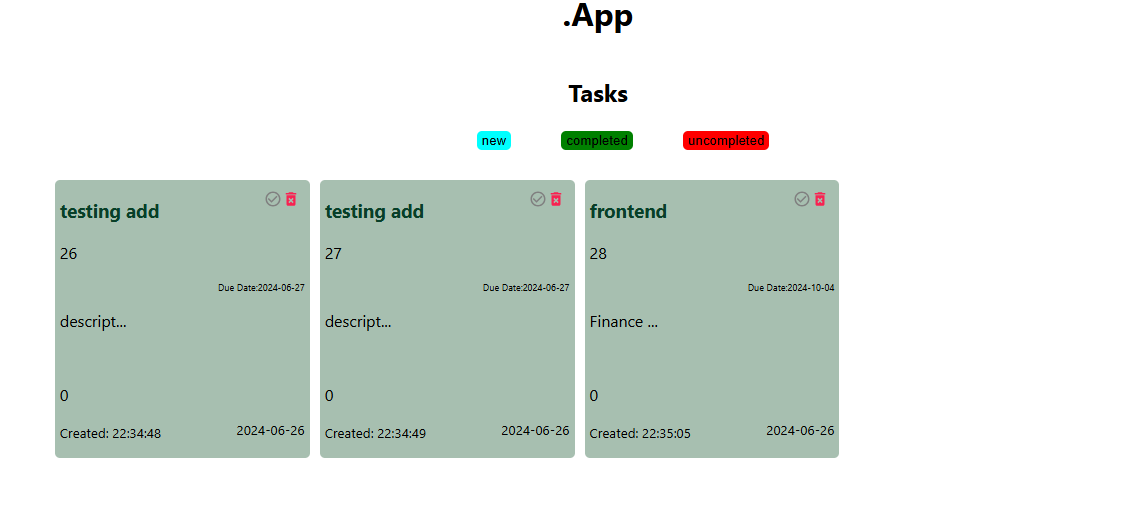 .App
Tasks
new
completed
uncompleted
testing add
26
Due Date:2024-06-27
descript...
0
Created: 22:34:48
2024-06-26
testing add
27
Due Date:2024-06-27
descript...
0
Created: 22:34:49
2024-06-26
frontend
28
Due Date:2024-10-04
Finance ...
0
Created: 22:35:05
2024-06-26